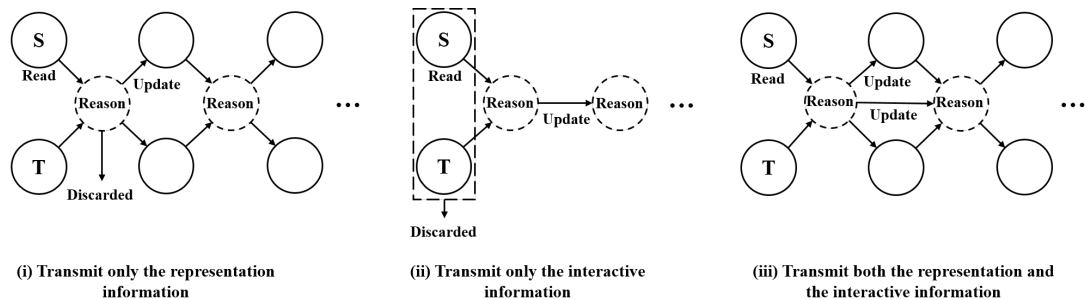 S
Read
Reason
Update
Reason
...
T
Discarded
(i) Transmit only the representation
information
S
Read
Reason
Reason
...
Update
T
Discarded
(ii) Transmit only the interactive
information
S
Read
Update
Reason
Reason
...
Update
T
(iii) Transmit both the representation and
the interactive information